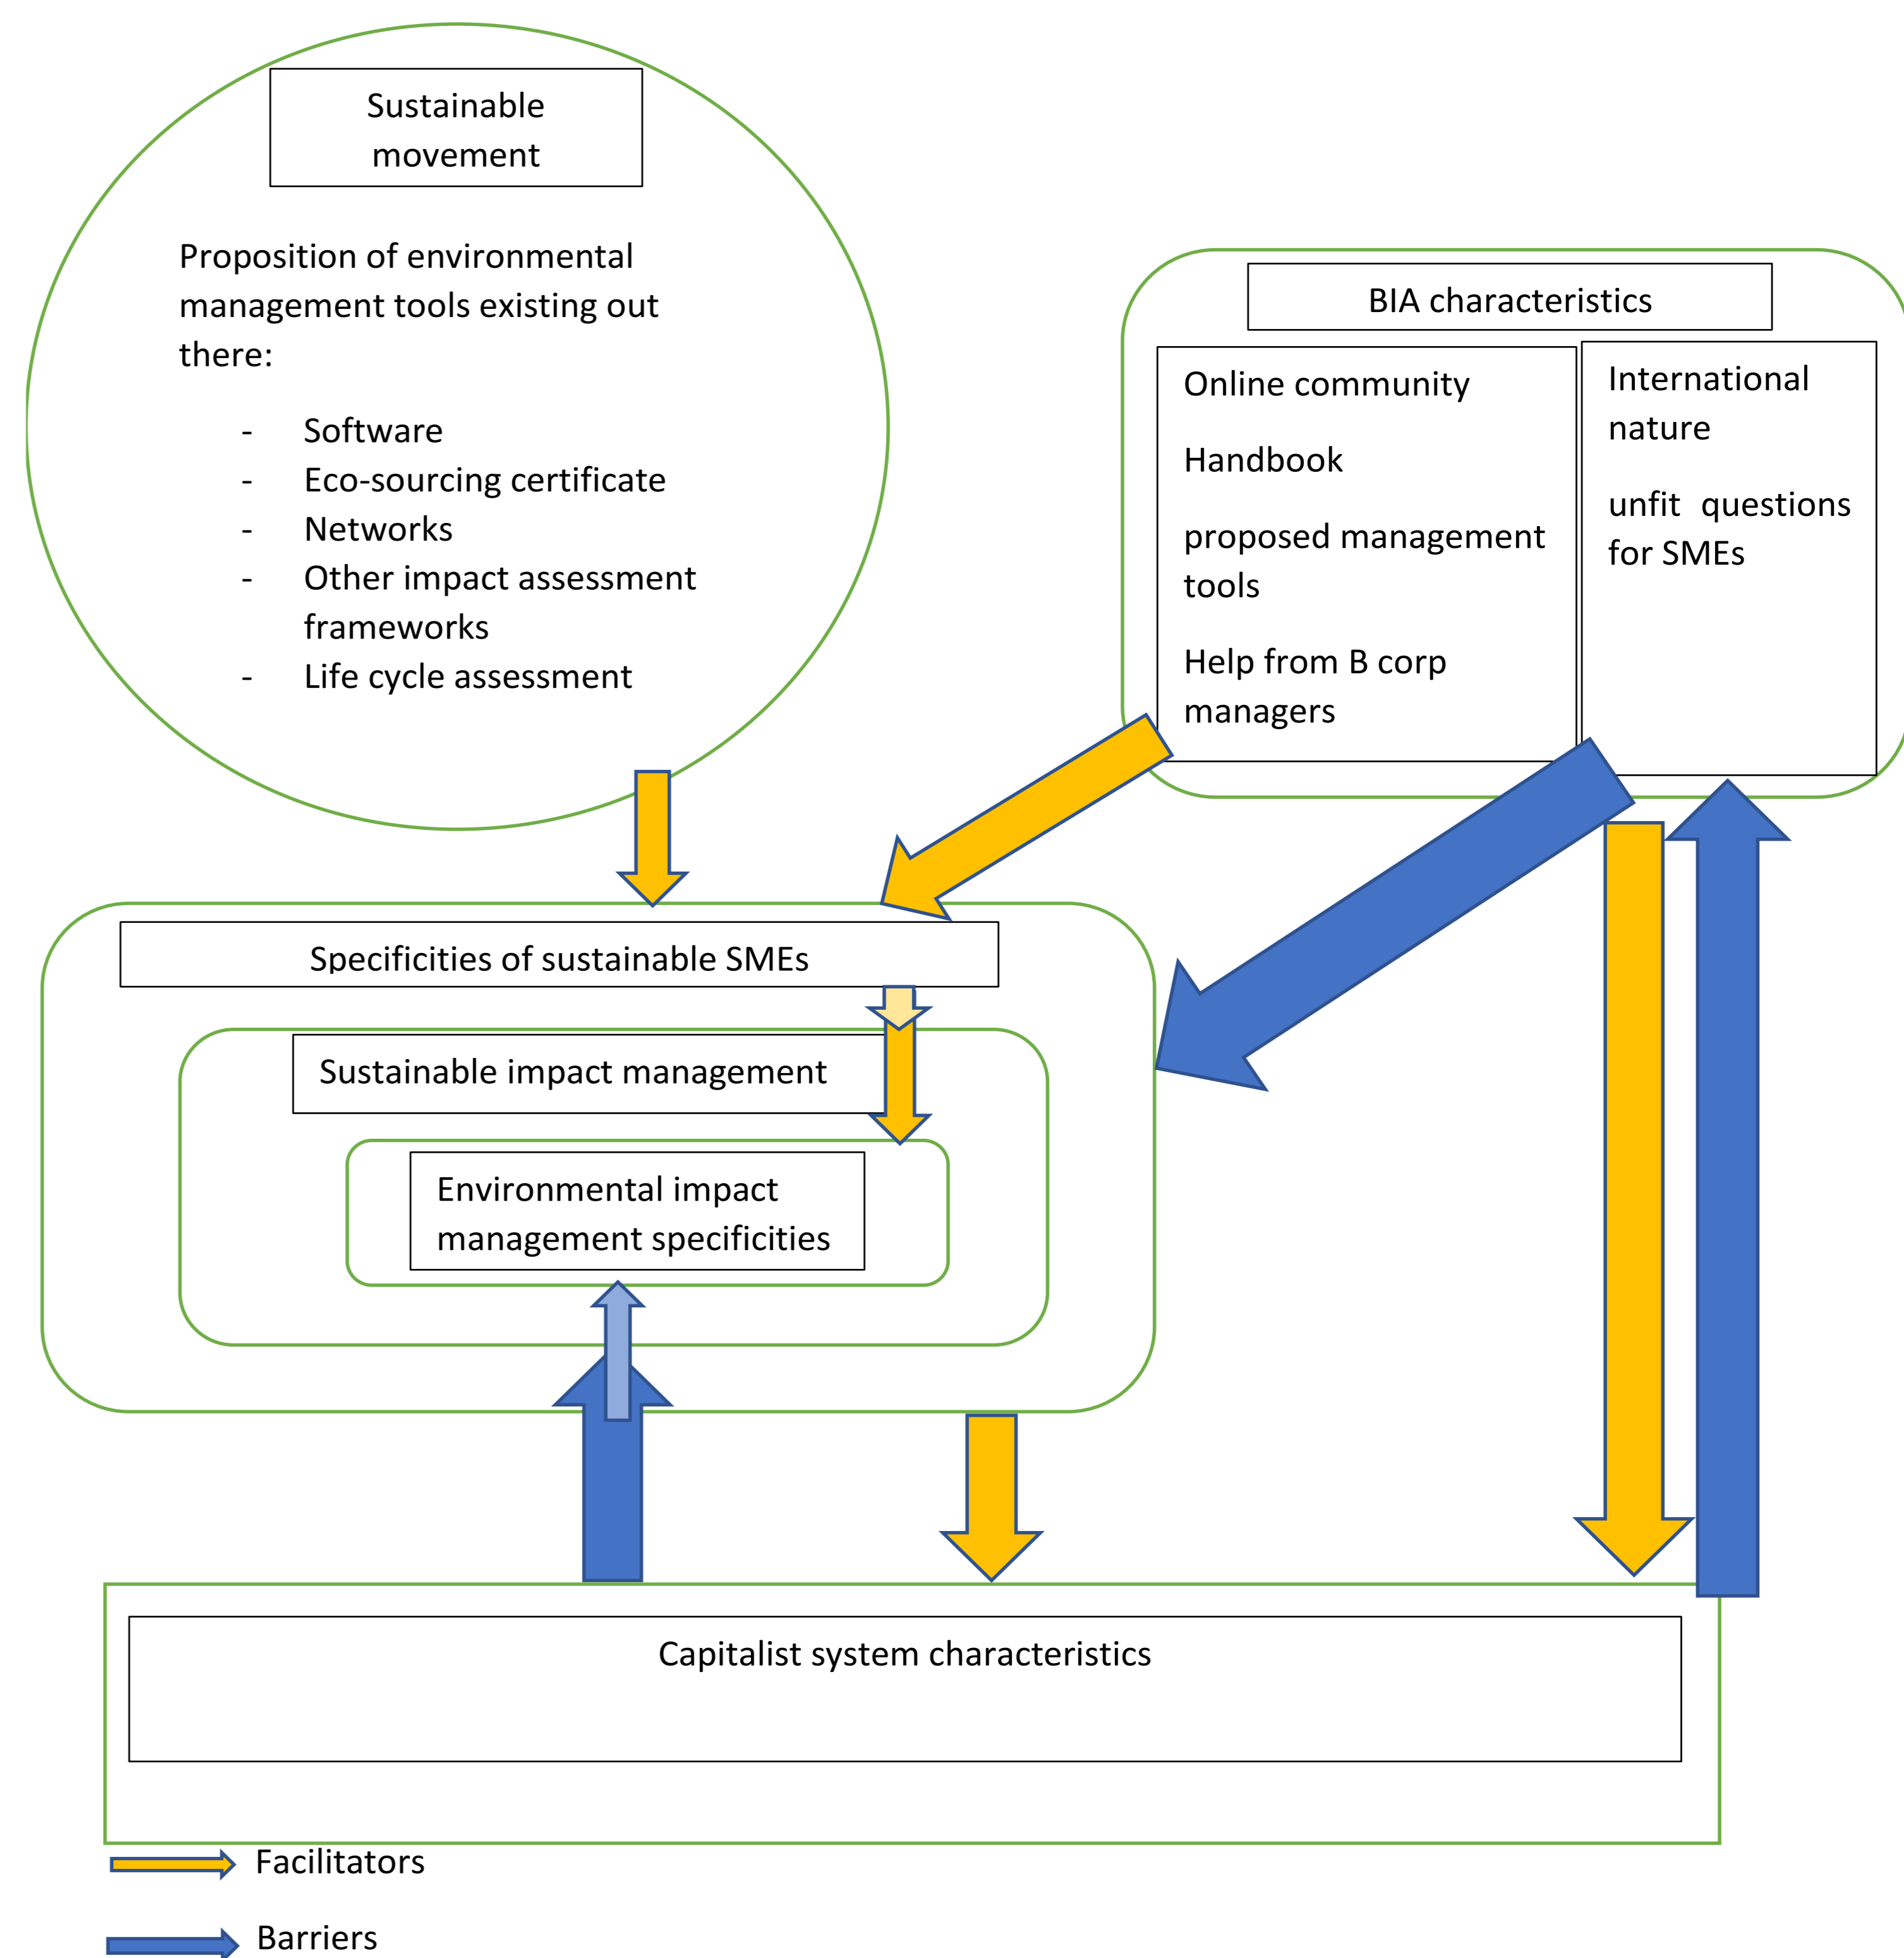 Sustainable
movement
Proposition of environmental
management tools existing out
there:
- Software
- Eco-sourcing certificate
- Networks
- Other impact assessment
frameworks
- Life cycle assessment
BIA characteristics
Online community
Handbook
proposed management
tools
Help from B corp
managers
International
nature
unfit questions
for SMEs
Specificities of sustainable SMEs
Sustainable impact management
Environmental impact
management specificities
Capitalist system characteristics
Facilitators
Barriers